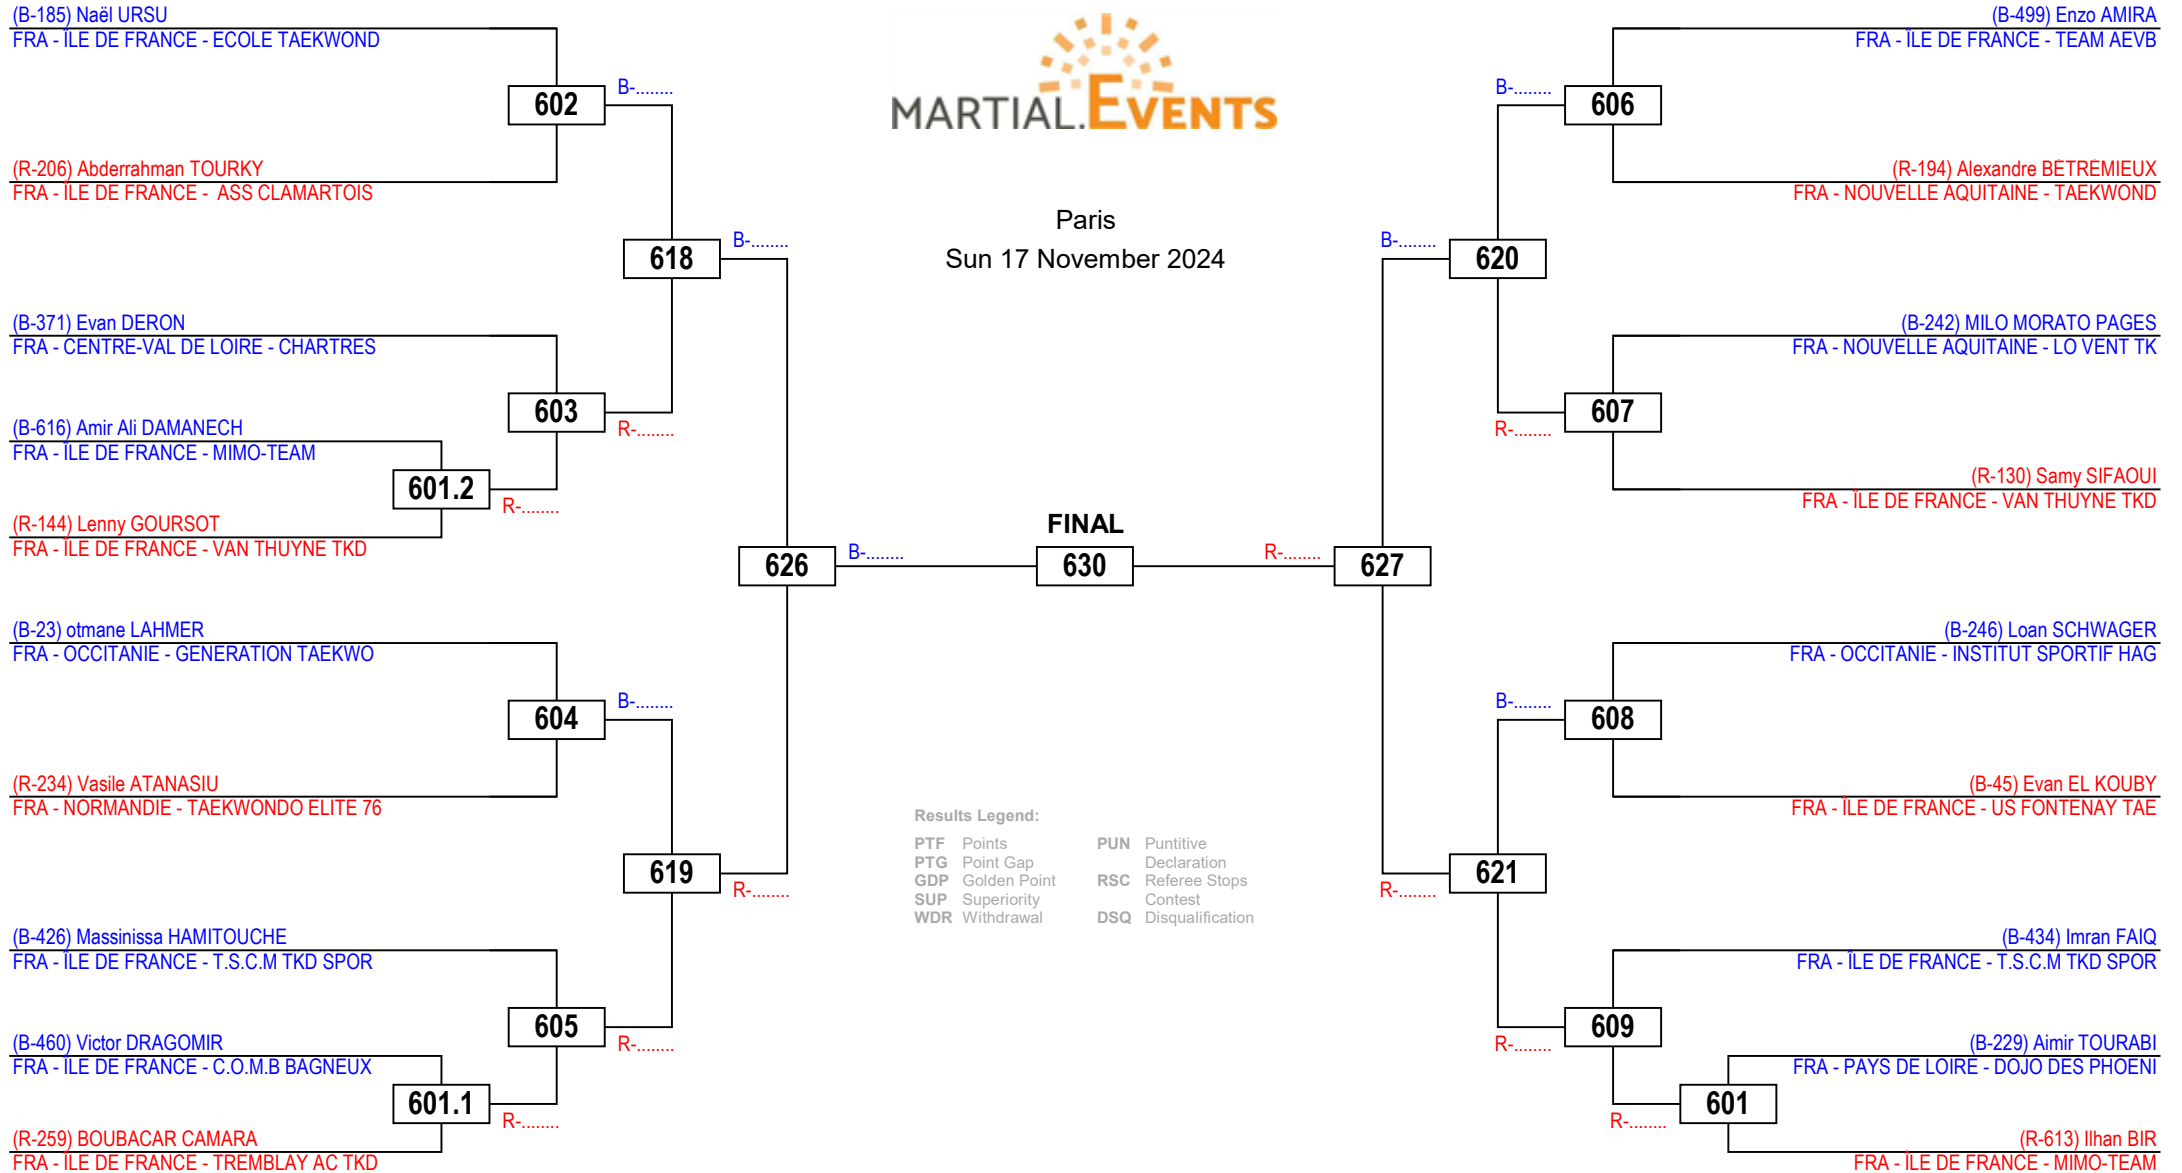 (B-185) Naël URSU
FRA - ÎLE DE FRANCE - ECOLE TAEKWOND
602
B-........
(R-206) Abderrahman TOURKY
FRA - ÎLE DE FRANCE - ASS CLAMARTOIS
618
B-........
(B-371) Evan DERON
FRA - CENTRE-VAL DE LOIRE - CHARTRES
603
R-........
(B-616) Amir Ali DAMANECH
FRA - ÎLE DE FRANCE - MIMO-TEAM
601.2
R-........
(R-144) Lenny GOURSOT
FRA - ÎLE DE FRANCE - VAN THUYNE TKD
626
B-........
(B-23) otmane LAHMER
FRA - OCCITANIE - GENERATION TAEKWO
604
B-........
(R-234) Vasile ATANASIU
FRA - NORMANDIE - TAEKWONDO ELITE 76
619
R-........
(B-426) Massinissa HAMITOUCHE
FRA - ÎLE DE FRANCE - T.S.C.M TKD SPOR
605
R-........
(B-460) Victor DRAGOMIR
FRA - ÎLE DE FRANCE - C.O.M.B BAGNEUX
601.1
R-........
(R-259) BOUBACAR CAMARA
FRA - ÎLE DE FRANCE - TREMBLAY AC TKD
MARTIAL.EVENTS
Paris
Sun 17 November 2024
FINAL
630
Results Legend:
PTF Points
PTG Point Gap
GDP Golden Point
SUP Superiority
WDR Withdrawal
PUN Puntitive
Declaration
RSC Referee Stops
Contest
DSQ Disqualification
(B-499) Enzo AMIRA
FRA - ÎLE DE FRANCE - TEAM AEVB
B-........
606
(R-194) Alexandre BÉTRÉMIEUX
FRA - NOUVELLE AQUITAINE - TAEKWOND
B-........
620
(B-242) MILO MORATO PAGES
FRA - NOUVELLE AQUITAINE - LO VENT TK
607
R-........
(R-130) Samy SIFAOUI
FRA - ÎLE DE FRANCE - VAN THUYNE TKD
R-........
627
(B-246) Loan SCHWAGER
FRA - OCCITANIE - INSTITUT SPORTIF HAG
B-........
608
(B-45) Evan EL KOUBY
FRA - ÎLE DE FRANCE - US FONTENAY TAE
621
R-........
(B-434) Imran FAIQ
FRA - ÎLE DE FRANCE - T.S.C.M TKD SPOR
609
R-........
(B-229) Aimir TOURABI
FRA - PAYS DE LOIRE - DOJO DES PHOENI
601
R-........
(R-613) Ilhan BIR
FRA - ÎLE DE FRANCE - MIMO-TEAM